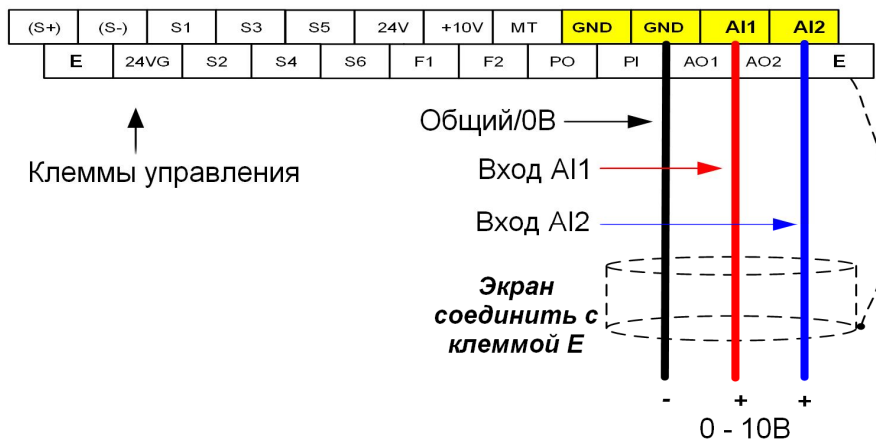 (S+) (S-) S1 S3 S5 24V +10V MT GND GND AI1 AI2
E 24VG S2 S4 S6 F1 F2 PO PI AO1 AO2 E
Общий/0В
Клеммы управления
Вход AI1
Вход AI2
Экран
соединить с
клеммой E
- + +
0 - 10В